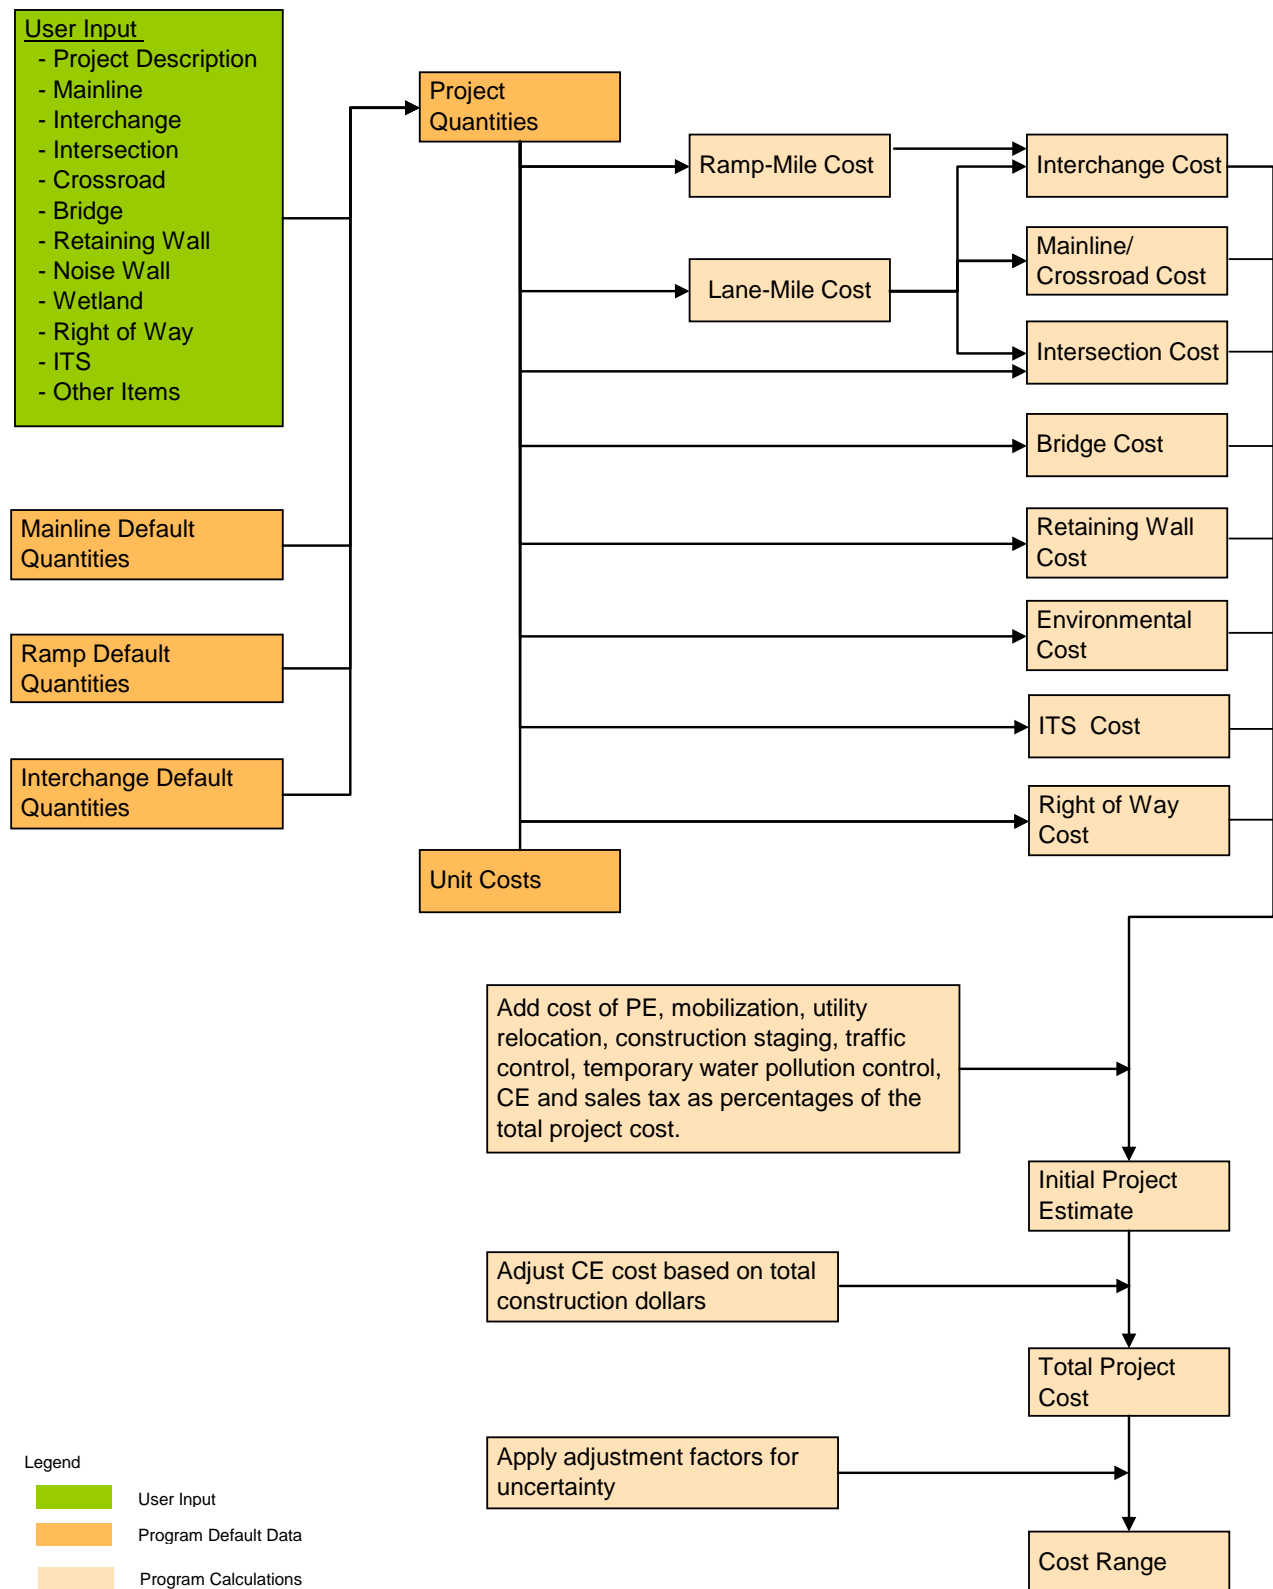 User Input
- Project Description
- Mainline
- Interchange
- Intersection
- Crossroad
- Bridge
- Retaining Wall
- Noise Wall
- Wetland
- Right of Way
- ITS
- Other Items
Mainline Default
Quantities
Ramp Default
Quantities
Interchange Default
Quantities
Project
Quantities
Unit Costs
Ramp-Mile Cost
Lane-Mile Cost
Interchange Cost
Mainline/
Crossroad Cost
Intersection Cost
Bridge Cost
Retaining Wall
Cost
Environmental
Cost
ITS Cost
Right of Way
Cost
Add cost of PE, mobilization, utility
relocation, construction staging, traffic
control, temporary water pollution control,
CE and sales tax as percentages of the
total project cost.
Initial Project
Estimate
Adjust CE cost based on total
construction dollars
Total Project
Cost
Apply adjustment factors for
uncertainty
Cost Range
Legend
User Input
Program Default Data
Program Calculations